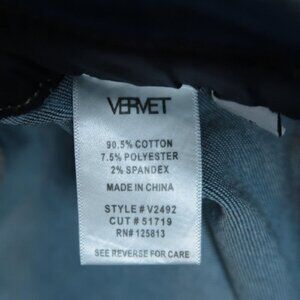 VERVET
90.5% COTTON
7.5% POLYESTER
2% SPANDEX
MADE IN CHINA
STYLE # V2492
CUT # 51719
RN# 125813
SEE REVERSE FOR CARE